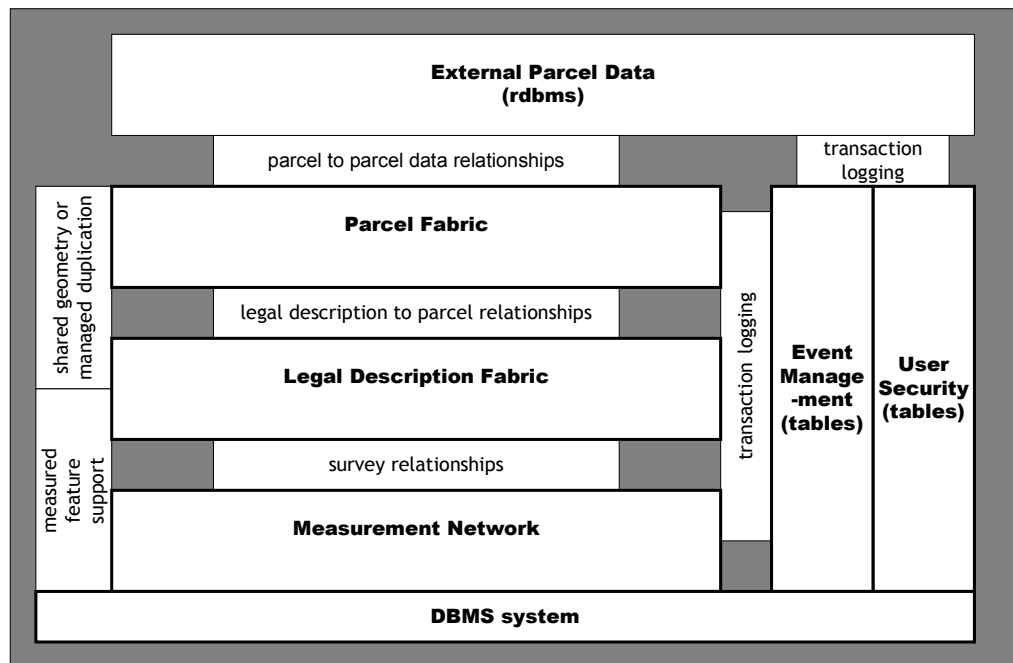 External Parcel Data
(rdbms)
parcel to parcel data relationships
transaction
logging
shared geometry or
managed duplication
Parcel Fabric
legal description to parcel relationships
transaction logging
Event
Manage
-ment
(tables)
User
Security
(tables)
Legal Description Fabric
measured
feature
support
survey relationships
Measurement Network
DBMS system